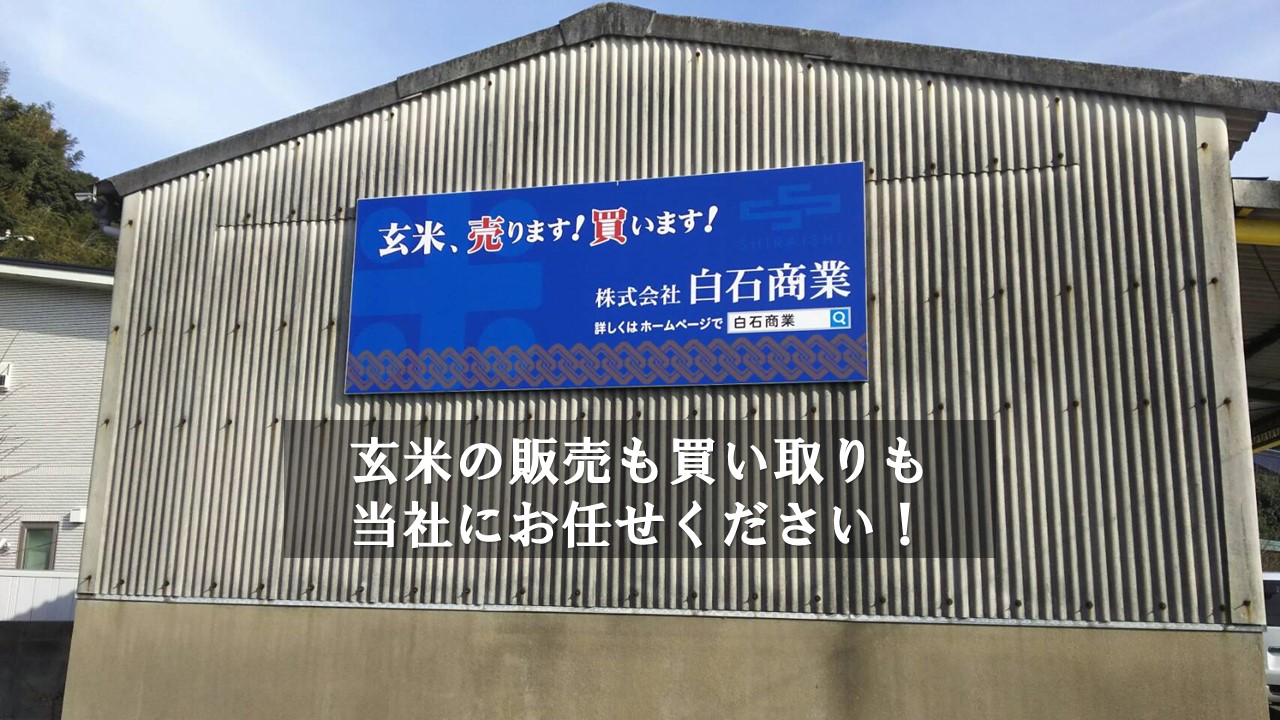 玄米、売ります!買います!
SHIRAISHI
株式会社 白石商業
詳しくは ホームページで 白石商業
玄米の販売も買い取りも
当社にお任せください！